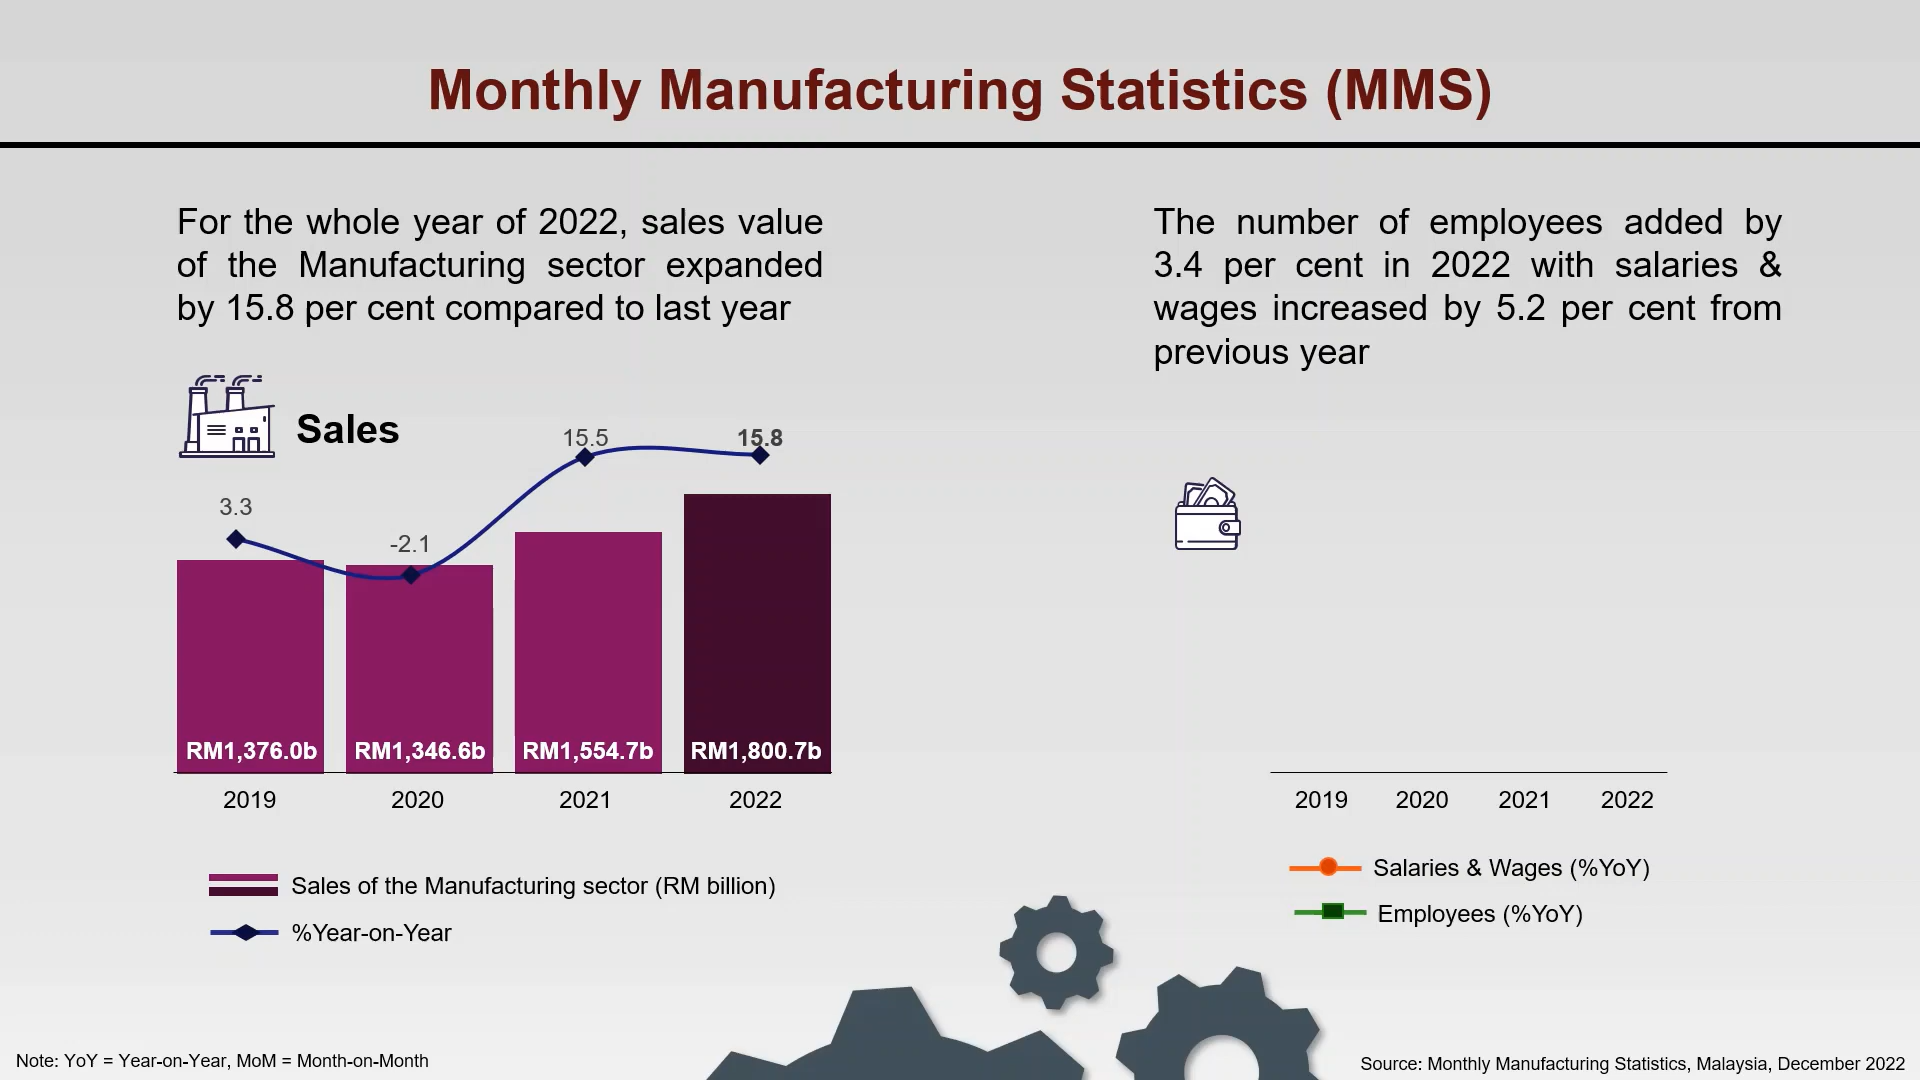 Monthly Manufacturing Statistics (MMS)
For the whole year of 2022, sales value
of the Manufacturing sector expanded
by 15.8 per cent compared to last year
Sales
3.3
-2.1
15.5
15.8
RM1,376.0b
RM1,346.6b
RM1,554.7b
RM1,800.7b
2019
2020
2021
2022
Sales of the Manufacturing sector (RM billion)
%Year-on-Year
The number of employees added by
3.4 per cent in 2022 with salaries &
wages increased by 5.2 per cent from
previous year
2019
2020
2021
2022
Salaries & Wages (%YoY)
Employees (%YoY)
Note: YoY = Year-on-Year, MoM = Month-on-Month
Source: Monthly Manufacturing Statistics, Malaysia, December 2022